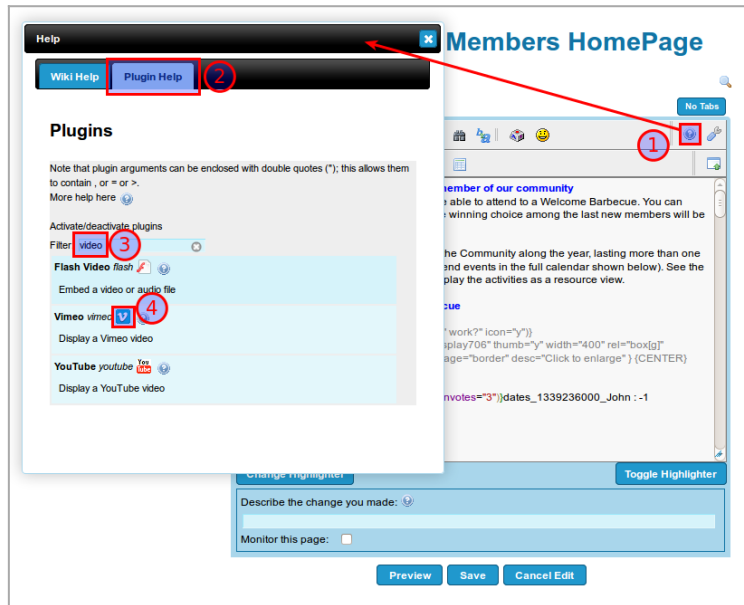 Help
Members HomePage
Wiki Help
Plugin Help
2
No Tabs
1
Plugins
Note that plugin arguments can be enclosed with double quotes ("); this allows them
to contain , or = or >.
More help here
Activate/deactivate plugins
Filter video
3
Flash Video flash
Embed a video or audio file
4
Vimeo vimeo
Display a Vimeo video
YouTube youtube You Tube
Display a YouTube video
member of our community
able to attend to a Welcome Barbecue. You can
winning choice among the last new members will be
he Community along the year, lasting more than one
end events in the full calendar shown below). See the
play the activities as a resource view.
cue
work?" icon="y")}
splay706" thumb="y" width="400" rel="box[g]"
age="border" desc="Click to enlarge" } {CENTER}
nvotes="3")}dates_1339236000_John : -1
Change Highlighter
Toggle Highlighter
Describe the change you made:
Monitor this page:
Preview
Save
Cancel Edit